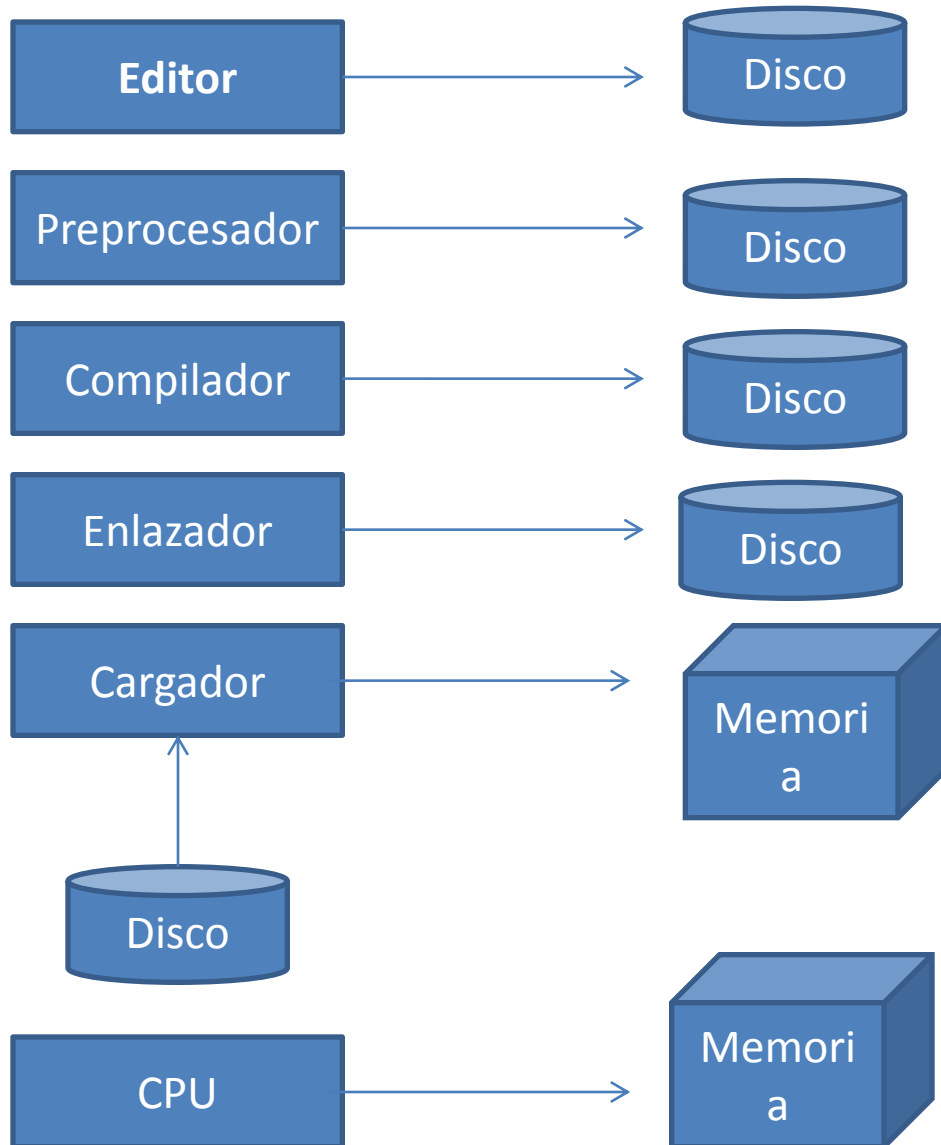 Editor
Disco
Preprocesador
Disco
Compilador
Disco
Enlazador
Disco
Cargador
Memori
a
Disco
CPU
Memori
a